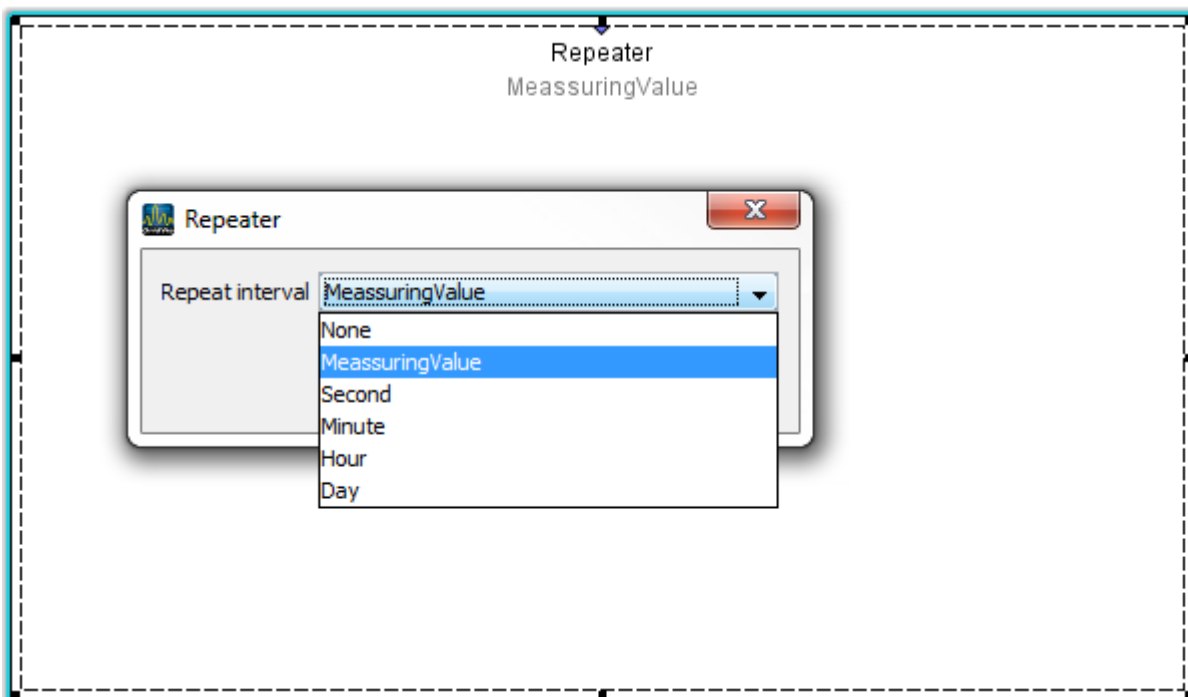 Repeater
MeassuringValue
Repeater
Repeat interval MeassuringValue
None
MeassuringValue
Second
Minute
Hour
Day